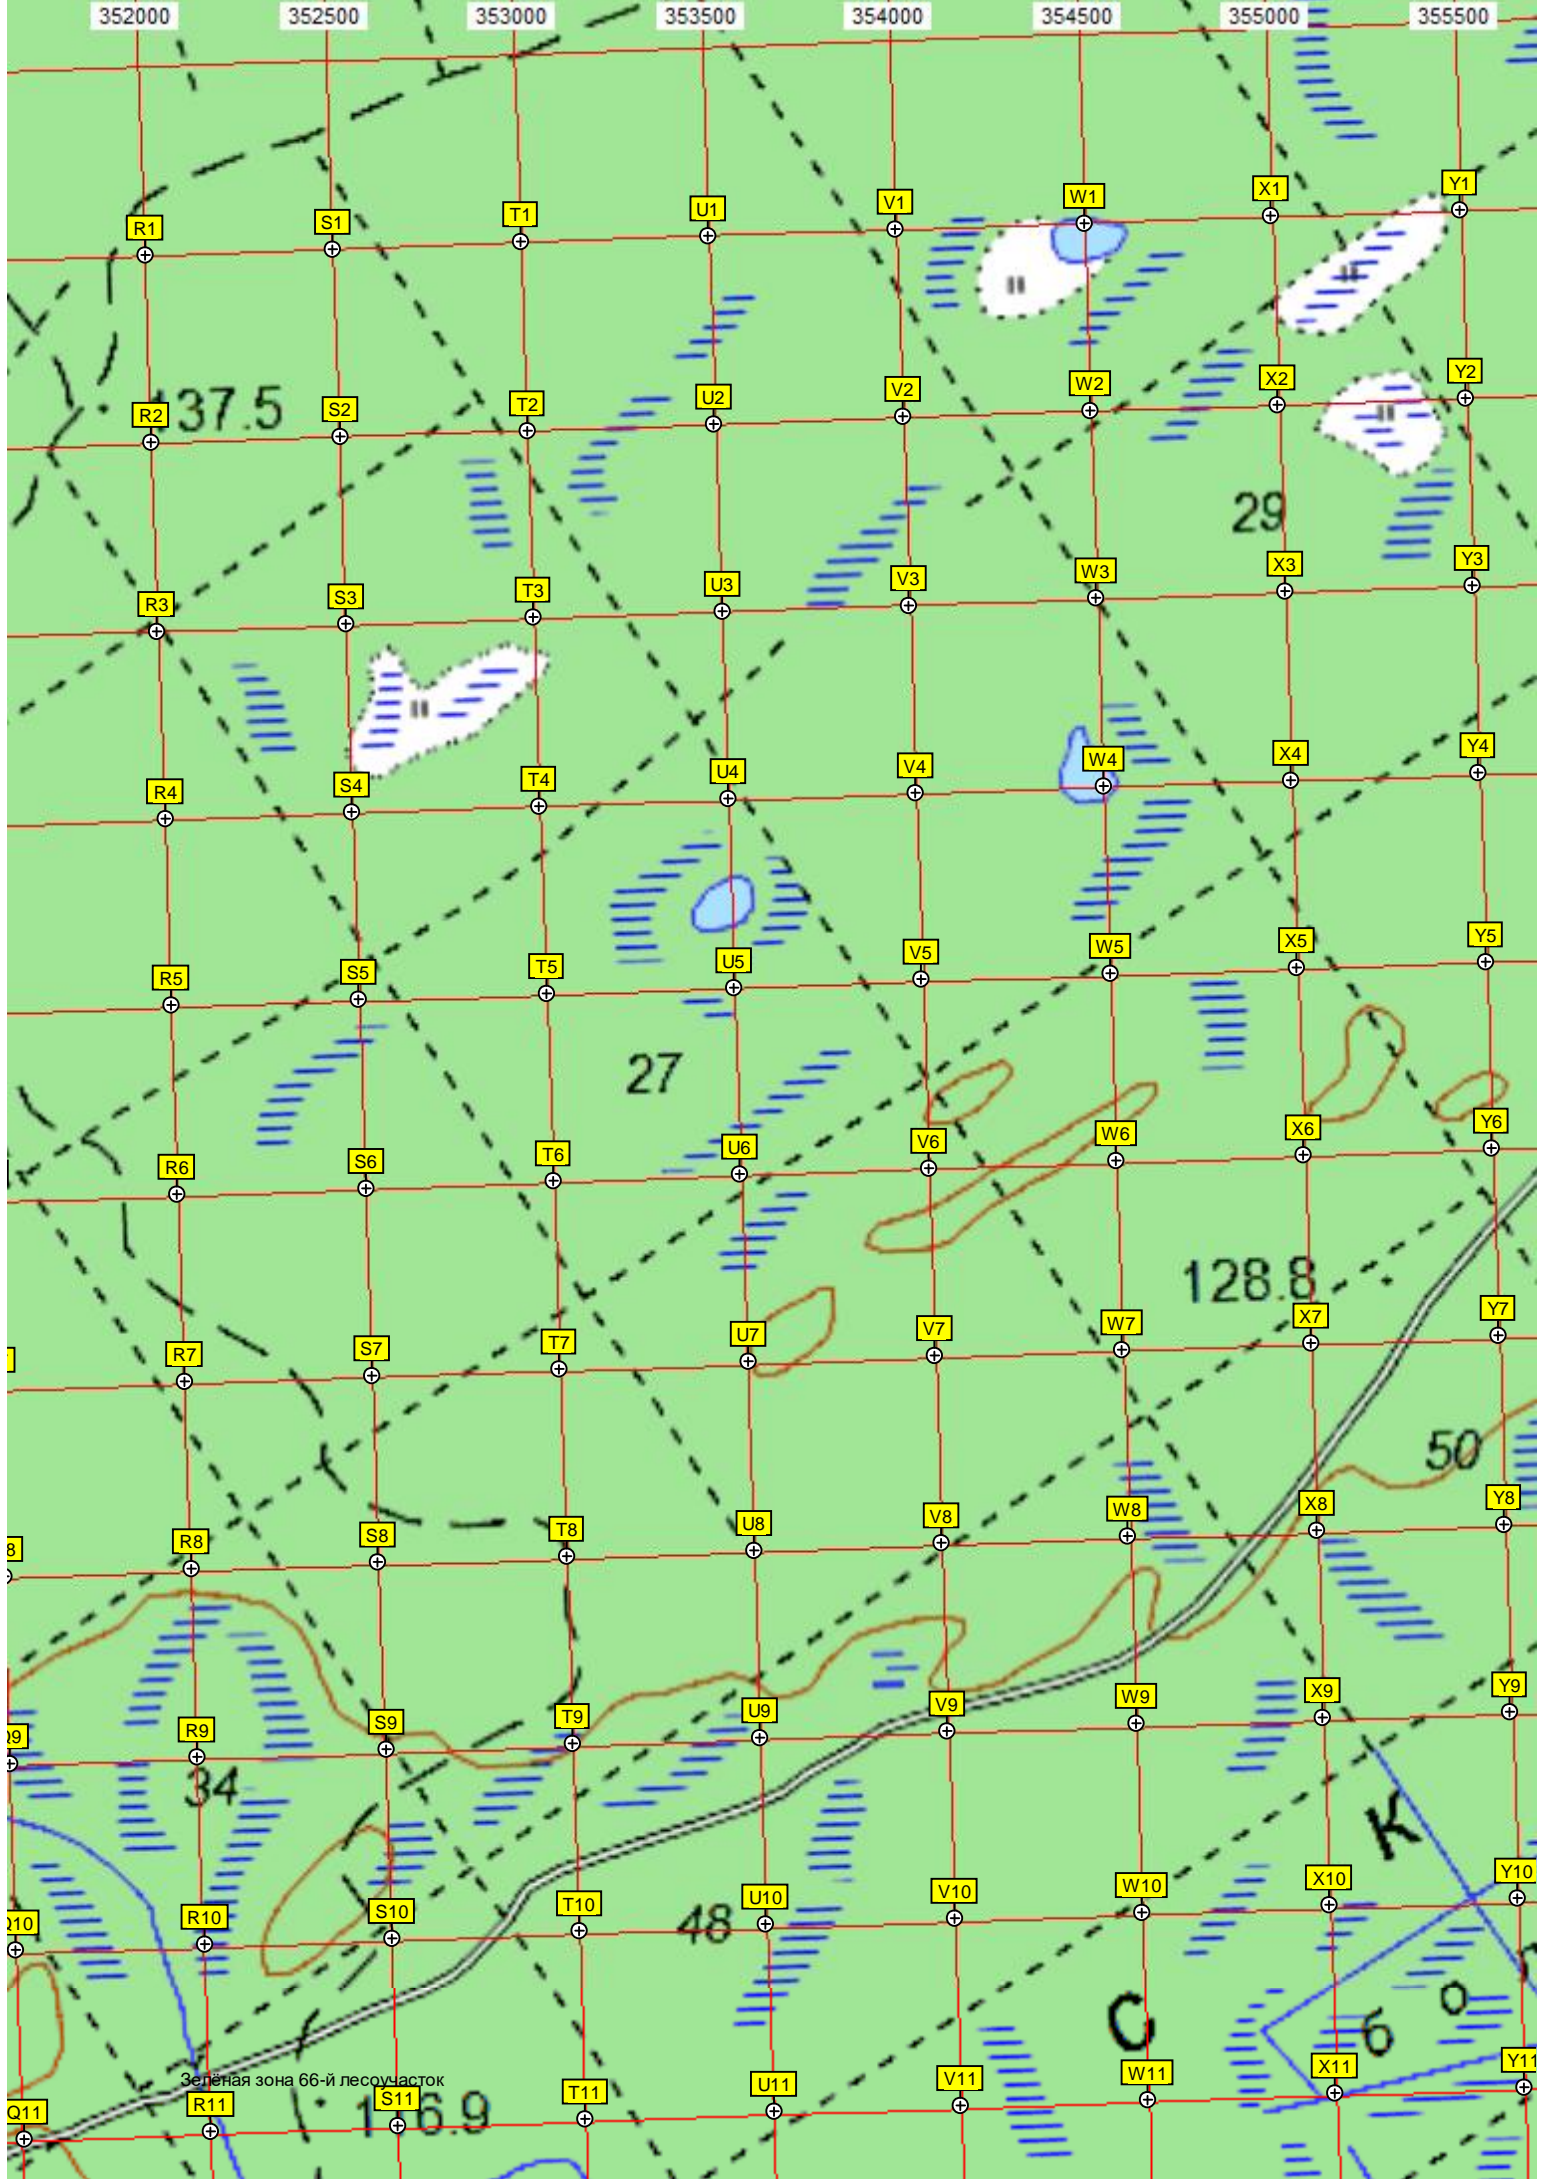 352000 352500 353000 353500 354000 354500 355000 355500
R1 S1 T1 U1 V1 W1 X1 Y1
R2 137.5 S2 T2 U2 V2 W2 X2 Y2
29
R3 S3 T3 U3 V3 W3 X3 Y3
R4 S4 T4 U4 V4 W4 X4 Y4
R5 S5 T5 U5 V5 W5 X5 Y5
27
R6 S6 T6 U6 V6 W6 X6 Y6
128.8
R7 S7 T7 U7 V7 W7 X7 Y7
50
8 R8 S8 T8 U8 V8 W8 X8 Y8
Q9 R9 S9 T9 U9 V9 W9 X9 Y9
34
К
Q10 R10 S10 T10 U10 V10 W10 X10 Y10
48
С б о
Зелёная зона 66-й лесоучасток
Q11 R11 S11 T11 U11 V11 W11 X11 Y11
6.9